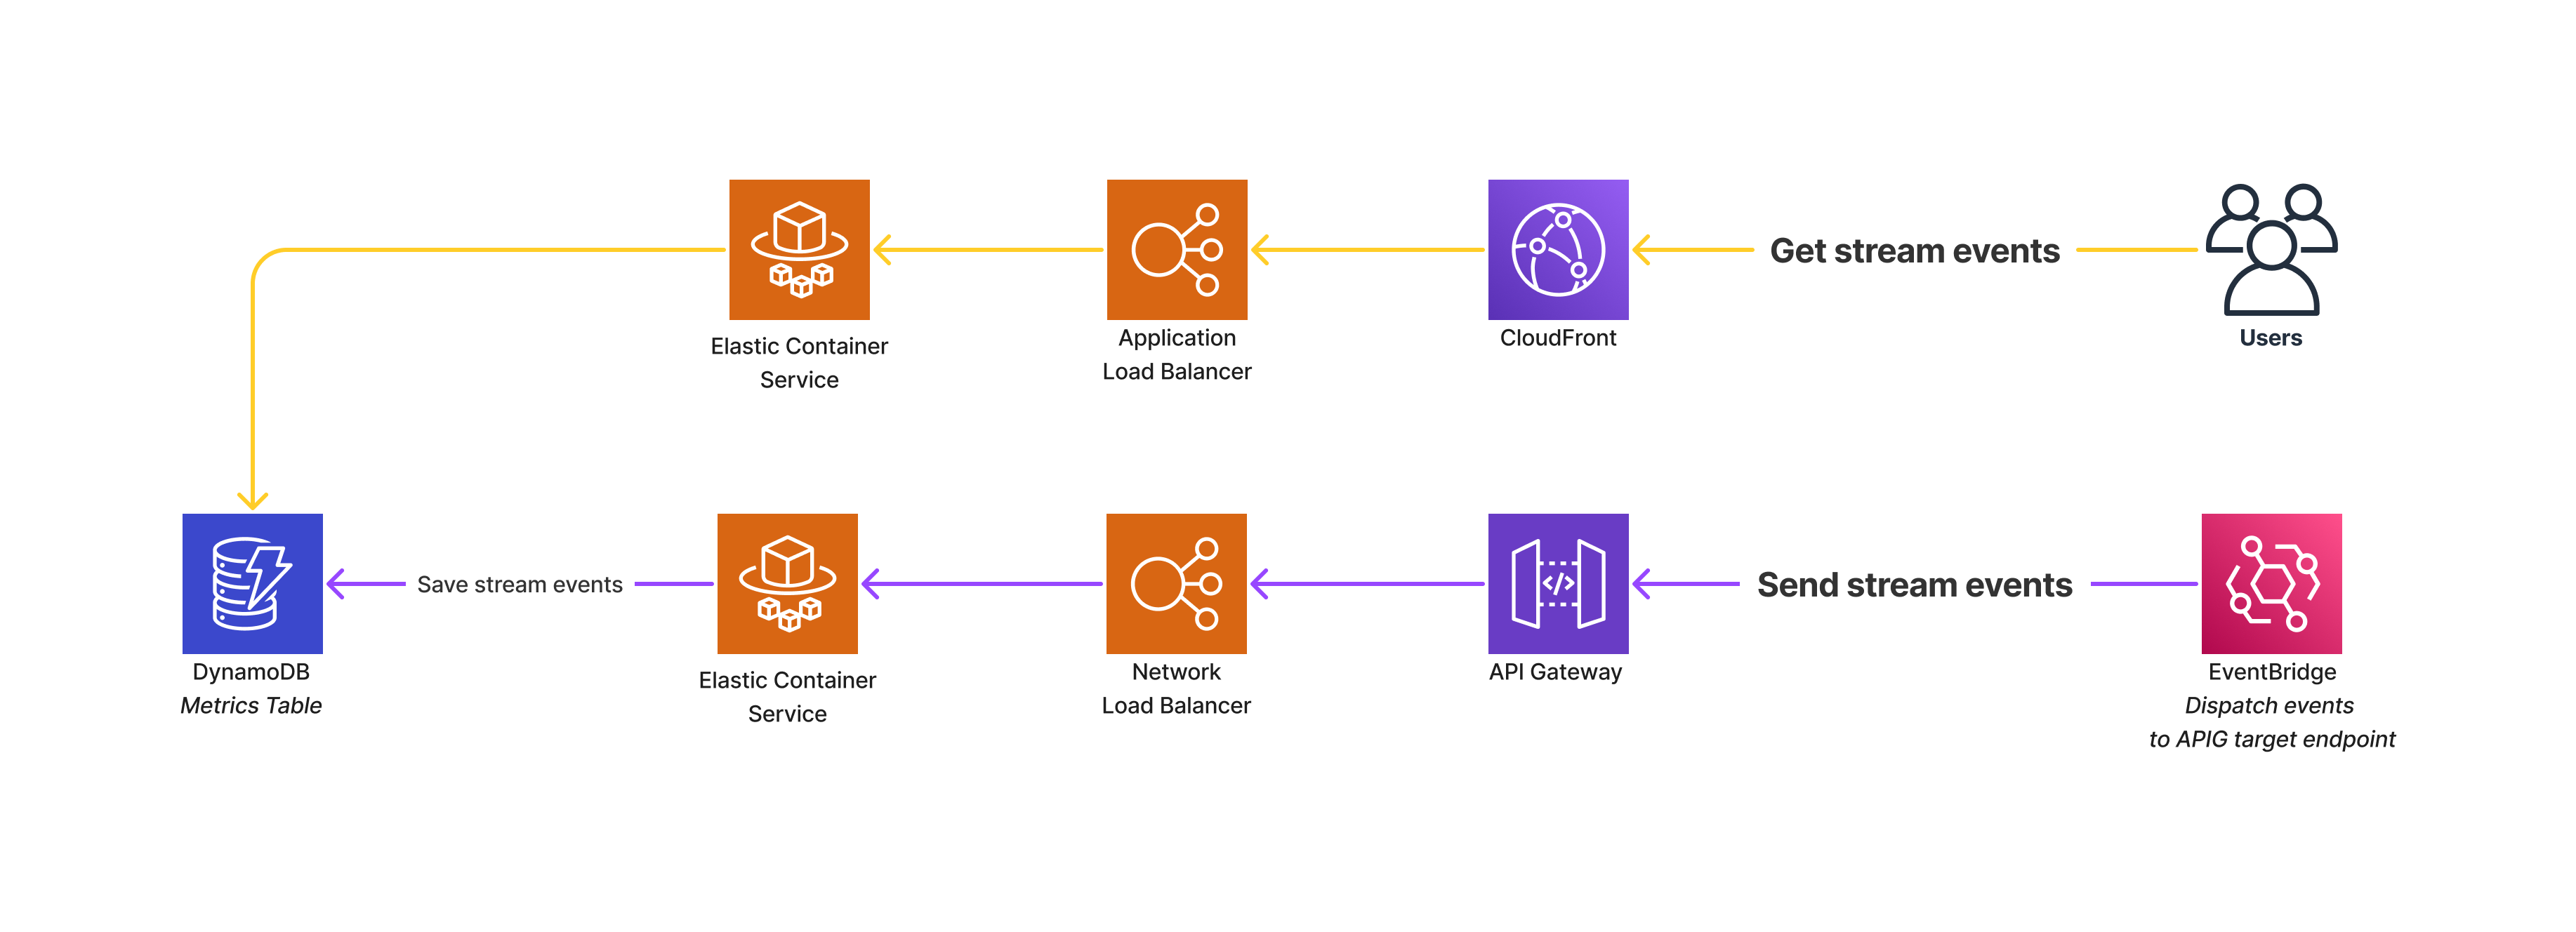 Get stream events
Elastic Container
Service
Application
Load Balancer
CloudFront
Users
Save stream events
Send stream events
DynamoDB
Metrics Table
Elastic Container
Service
Network
Load Balancer
API Gateway
EventBridge
Dispatch events
to APIG target endpoint